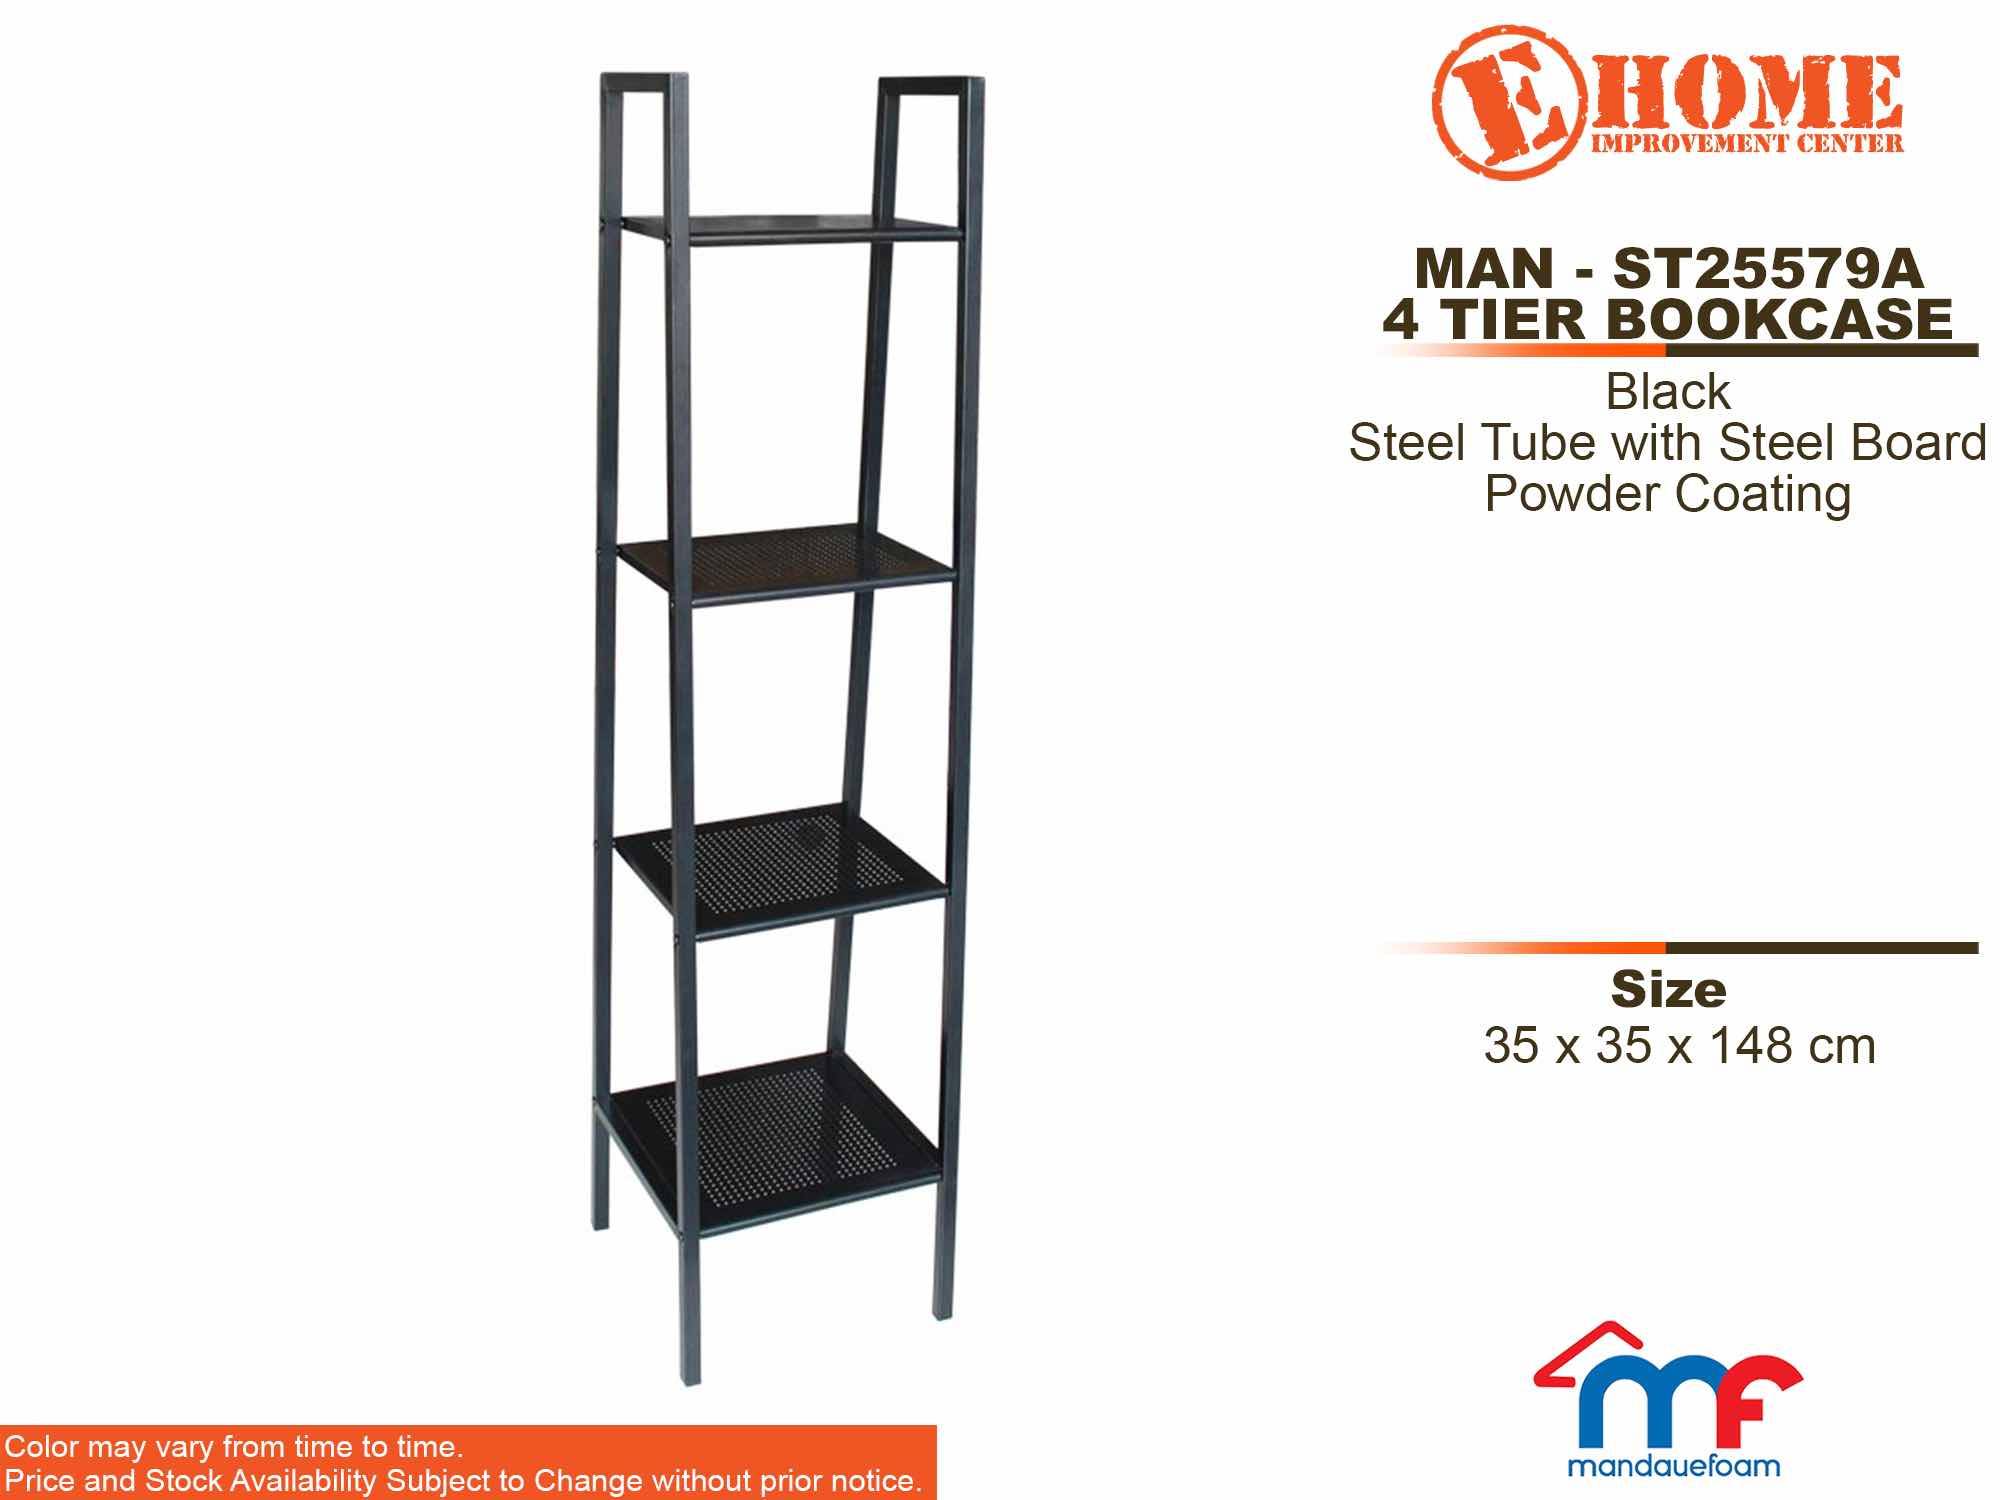 E HOME
IMPROVEMENT CENTER
MAN - ST25579A
4 TIER BOOKCASE
Black
Steel Tube with Steel Board
Powder Coating
Size
35 x 35 x 148 cm
mf
mandauefoam
Color may vary from time to time.
Price and Stock Availability Subject to Change without prior notice.